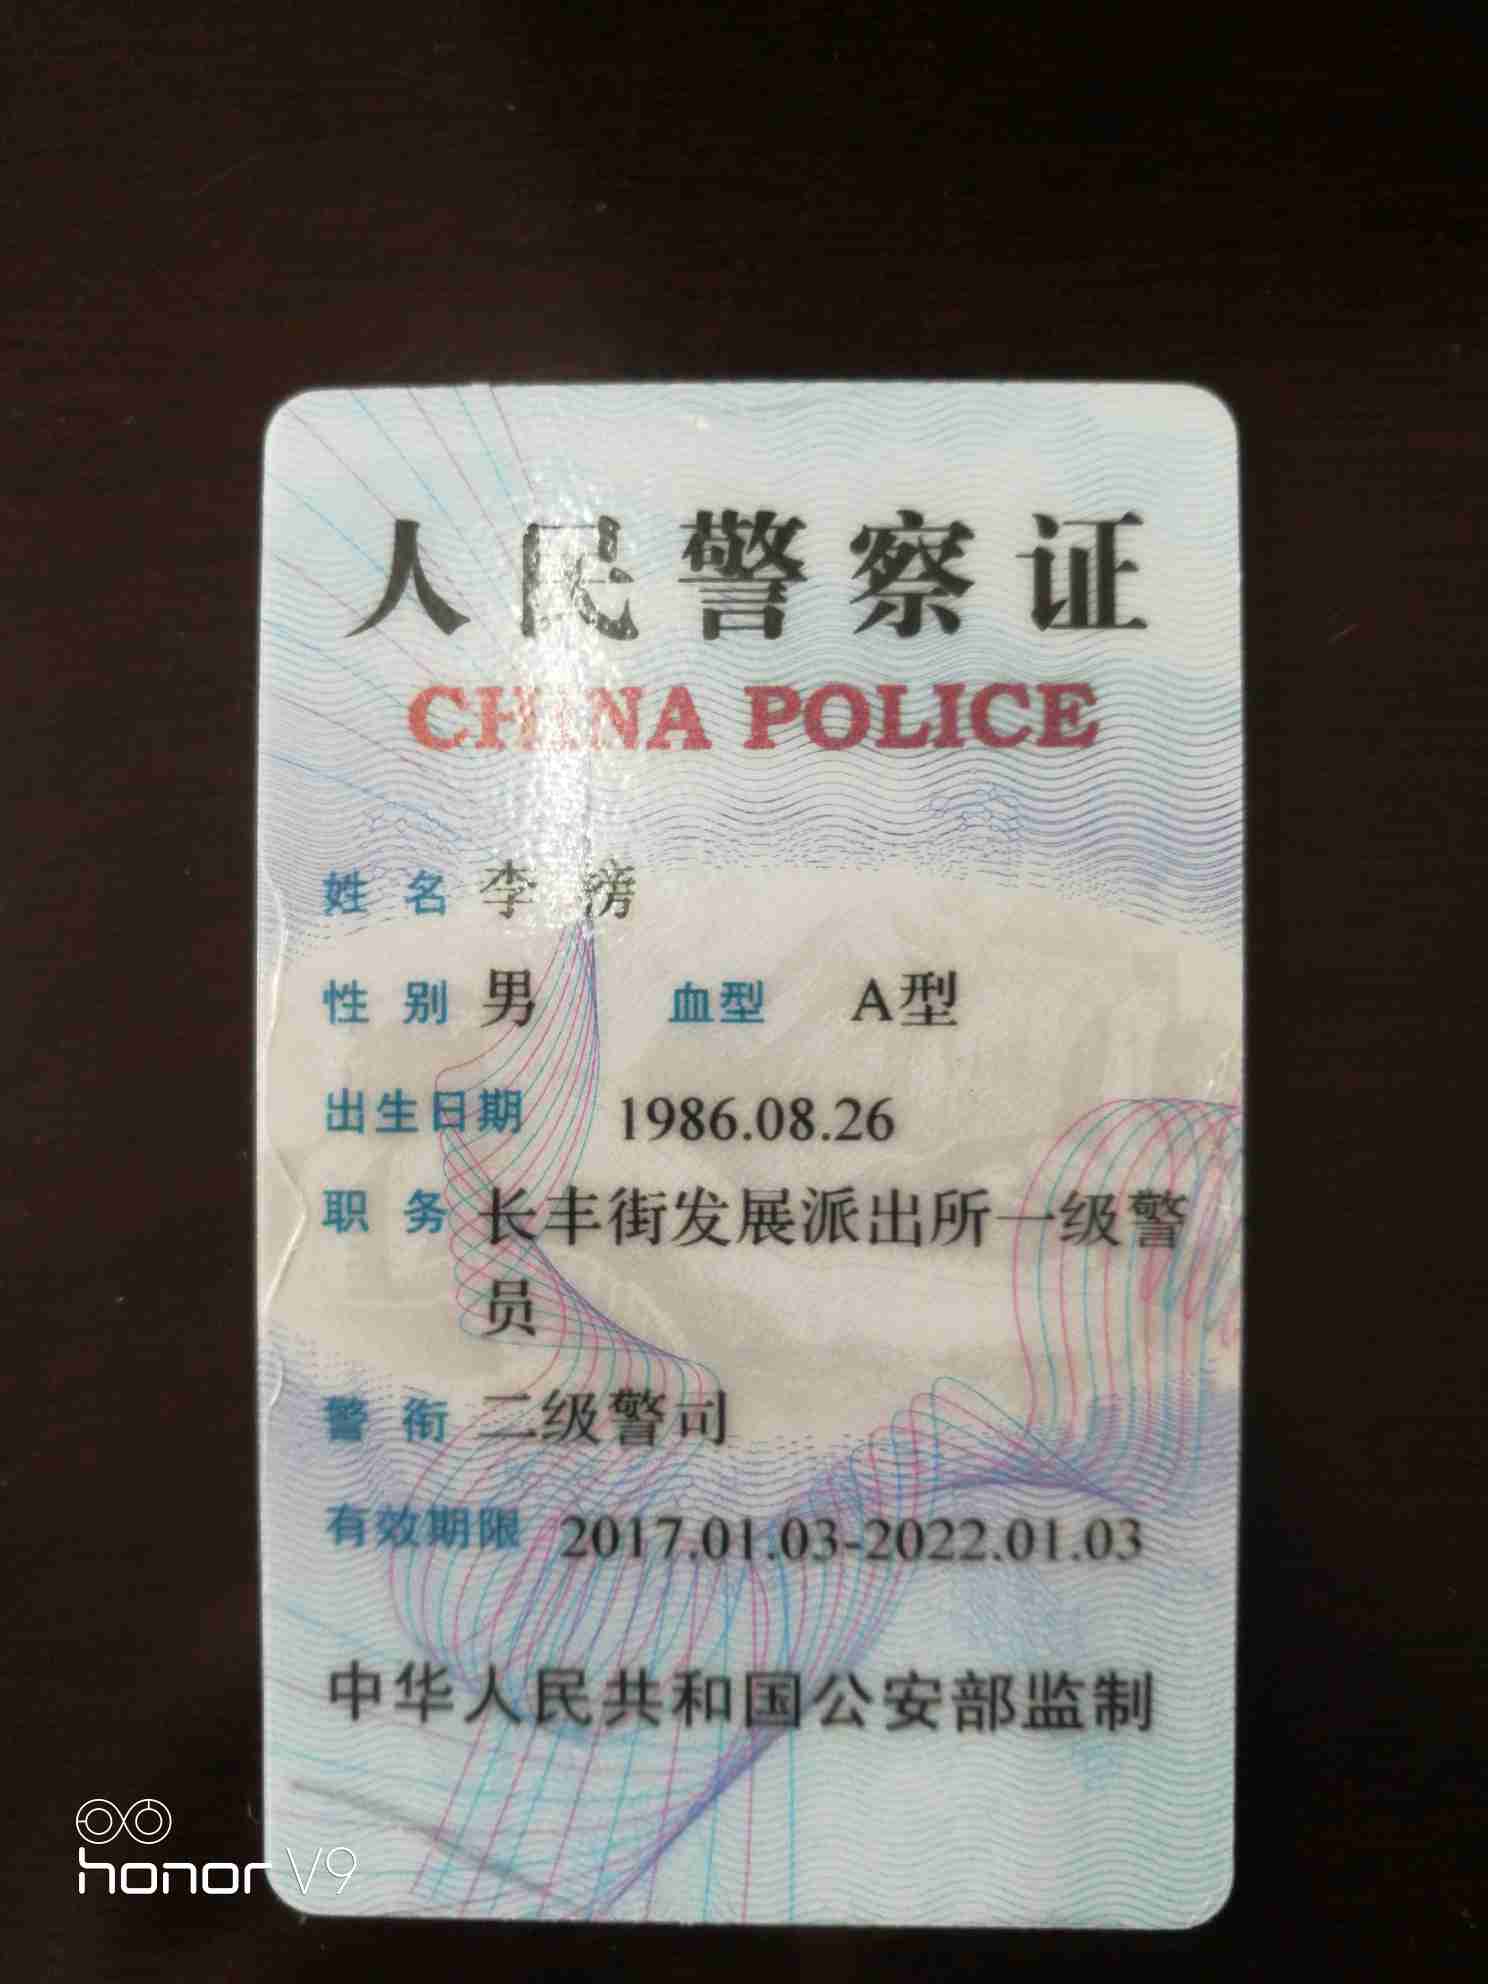 人民警察证
CHINA POLICE
姓名 李
性别 男 血型 A型
出生日期 1986.08.26
职务 长丰街发展派出所一级警
员
警衔 二级警司
有效期限 2017.01.03-2022.01.03
中华人民共和国公安部监制
honor V9